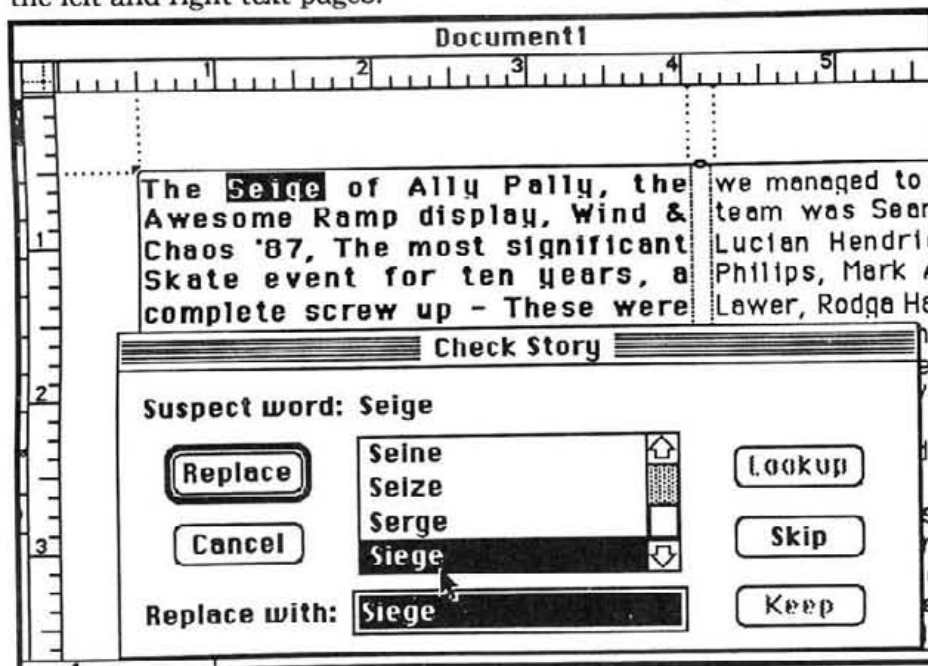 the left and right text pages.
Document1
1 2 3 4 5
The Seige of Ally Pally, the
Awesome Ramp display, Wind &
Chaos '87, The most significant
Skate event for ten years, a
complete screw up - These were
we managed to
team was Sean
Lucian Hendri
Philips, Mark A
Lawer, Rodga Ha
1
2
3
Check Story
Suspect word: Seige
Replace
Cancel
Seine
Seize
Serge
Siege
Lookup
Skip
Keep
Replace with: Siege